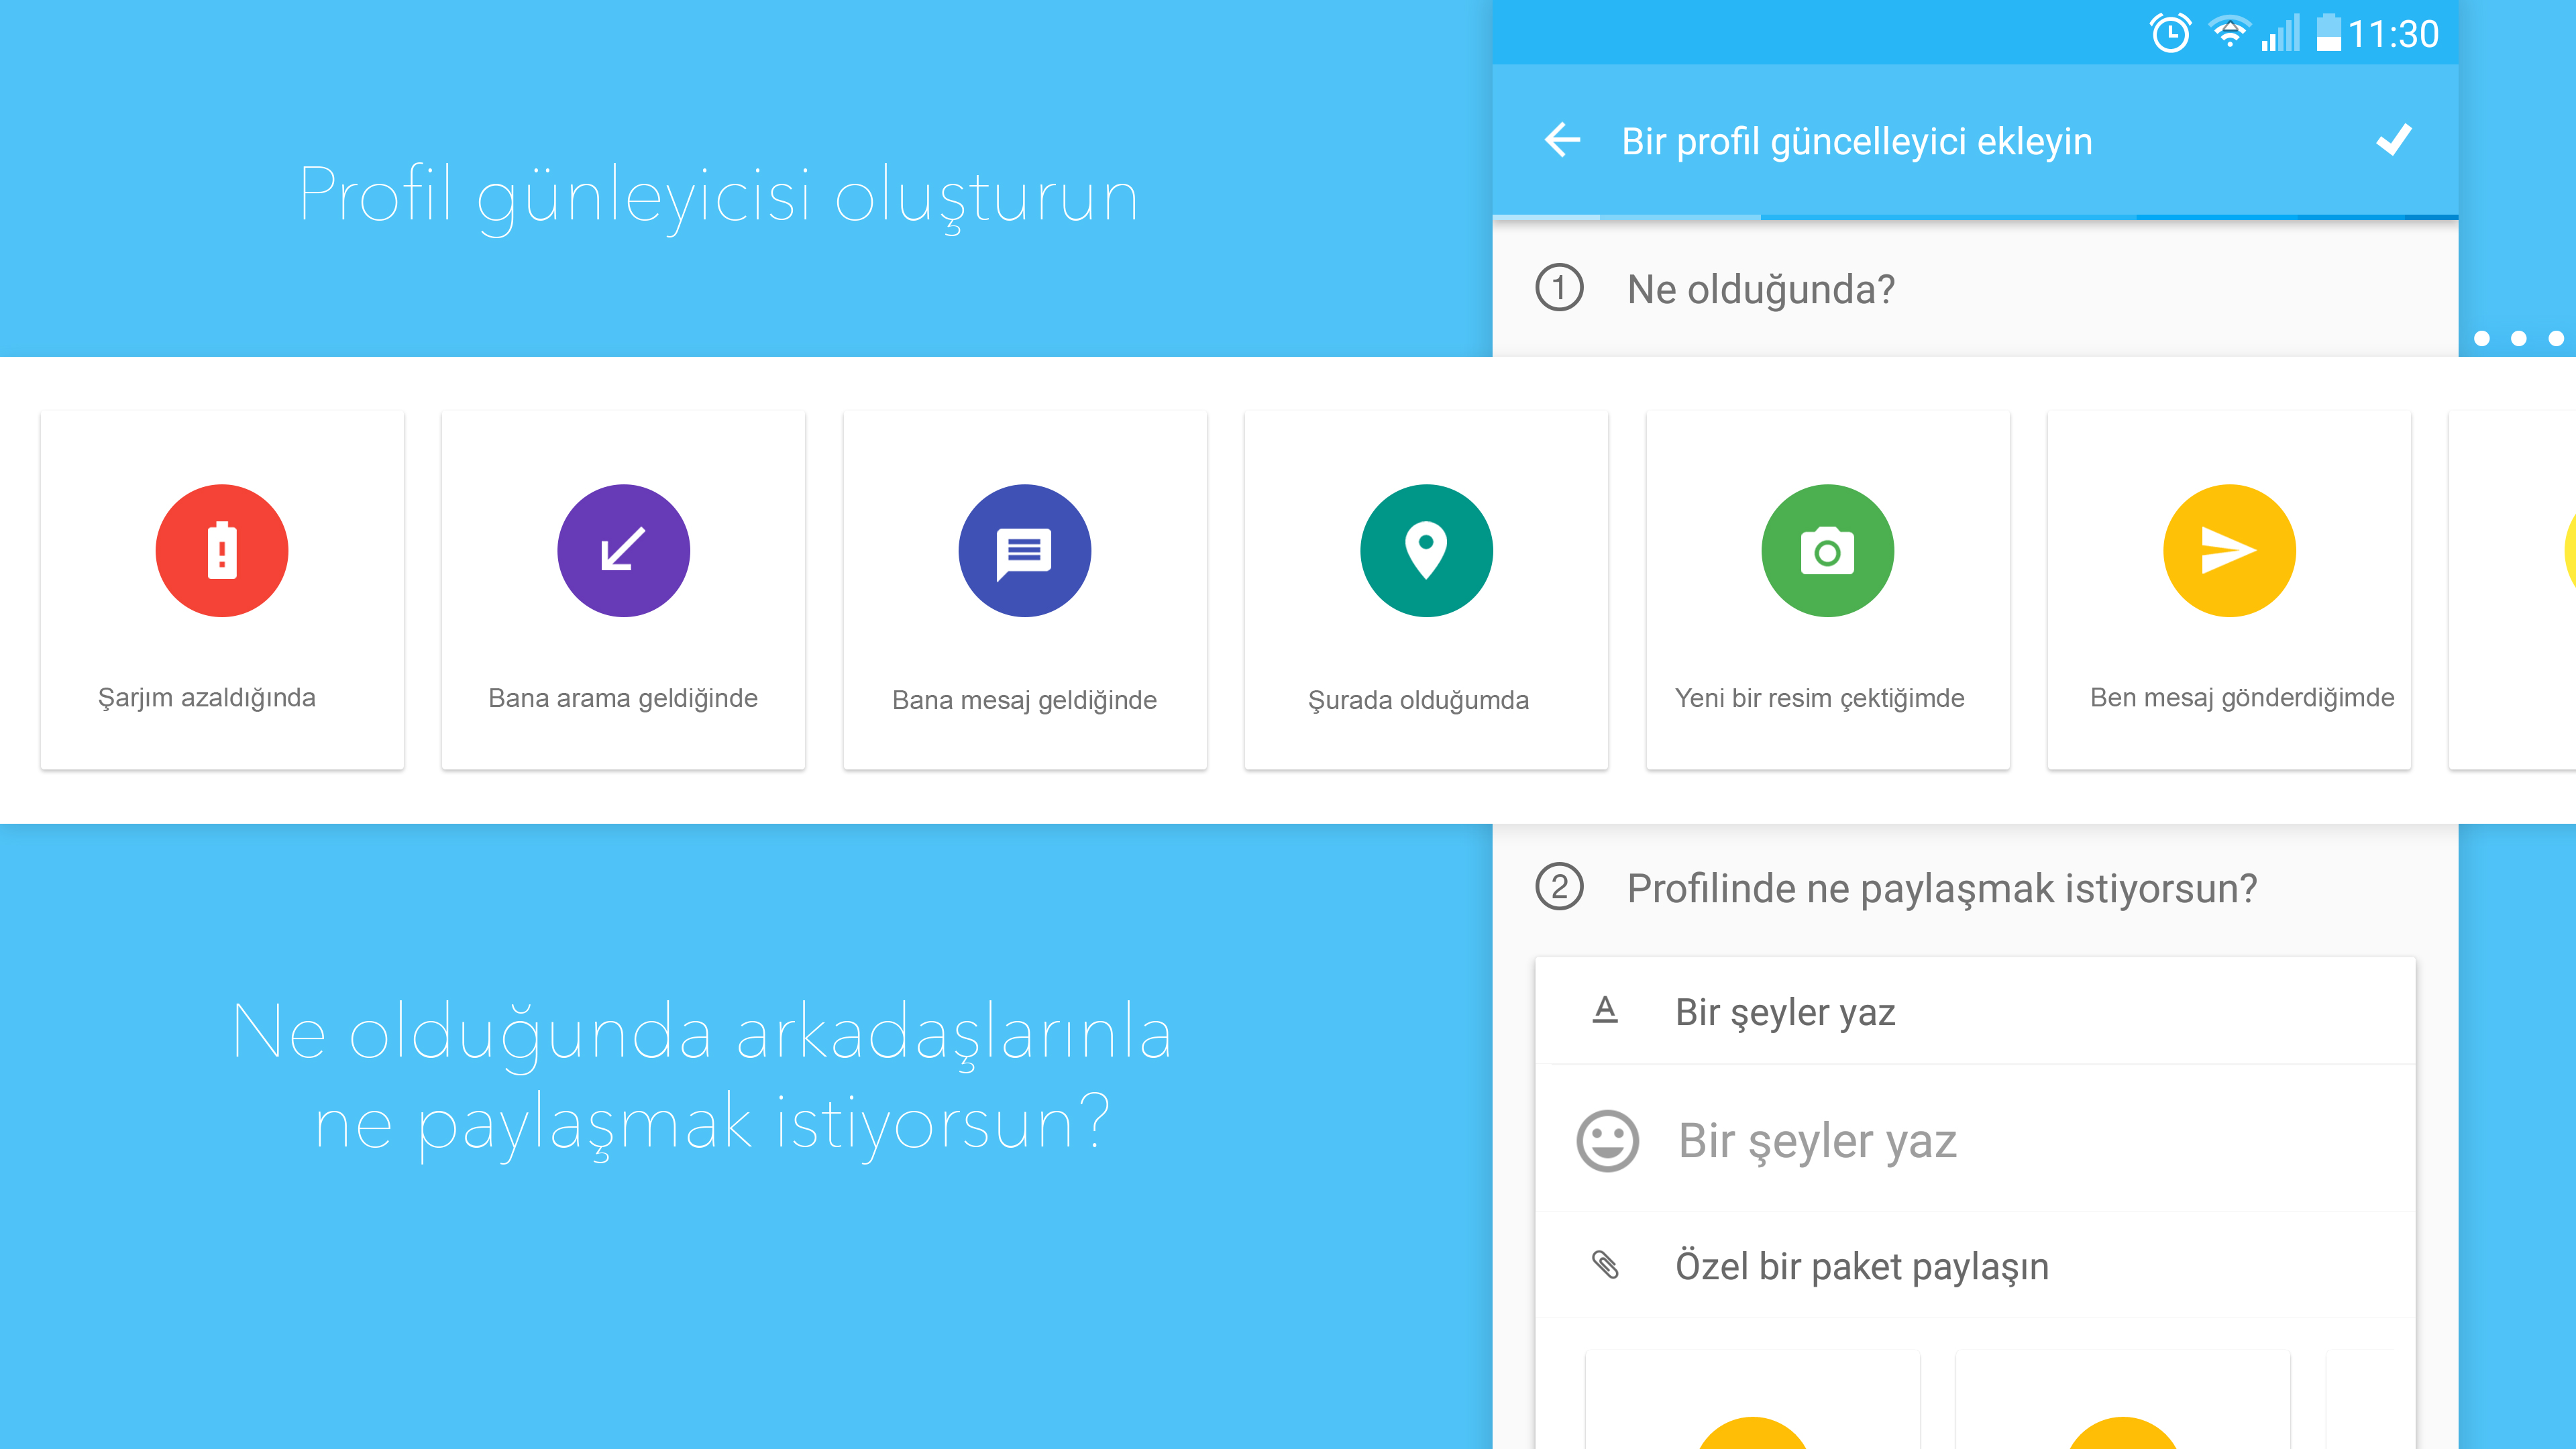 11:30
Bir profil güncelleyici ekleyin
Profil günleyicisi oluşturun
1 Ne olduğunda?
Şarjım azaldığında
Bana arama geldiğinde
Bana mesaj geldiğinde
Şurada olduğumda
Yeni bir resim çektiğimde
Ben mesaj gönderdiğimde
2 Profilinde ne paylaşmak istiyorsun?
Ne olduğunda arkadaşlarınla
ne paylaşmak istiyorsun?
A Bir şeyler yaz
Bir şeyler yaz
Özel bir paket paylaşın